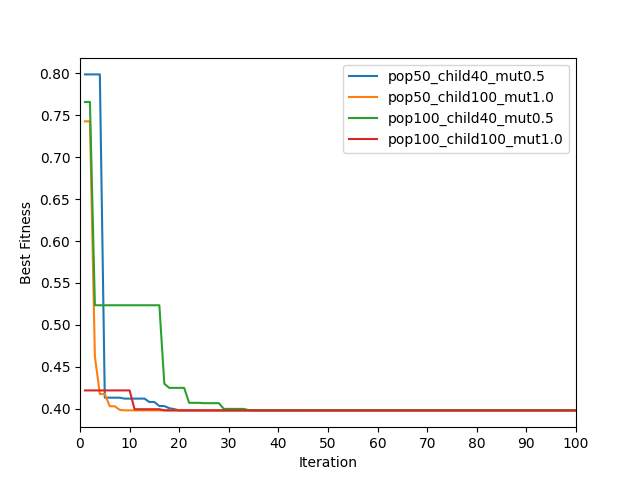 pop50_child40_mut0.5
pop50_child100_mut1.0
pop100_child40_mut0.5
pop100_child100_mut1.0
Best Fitness
0.80
0.75
0.70
0.65
0.60
0.55
0.50
0.45
0.40
0 10 20 30 40 50 60 70 80 90 100
Iteration